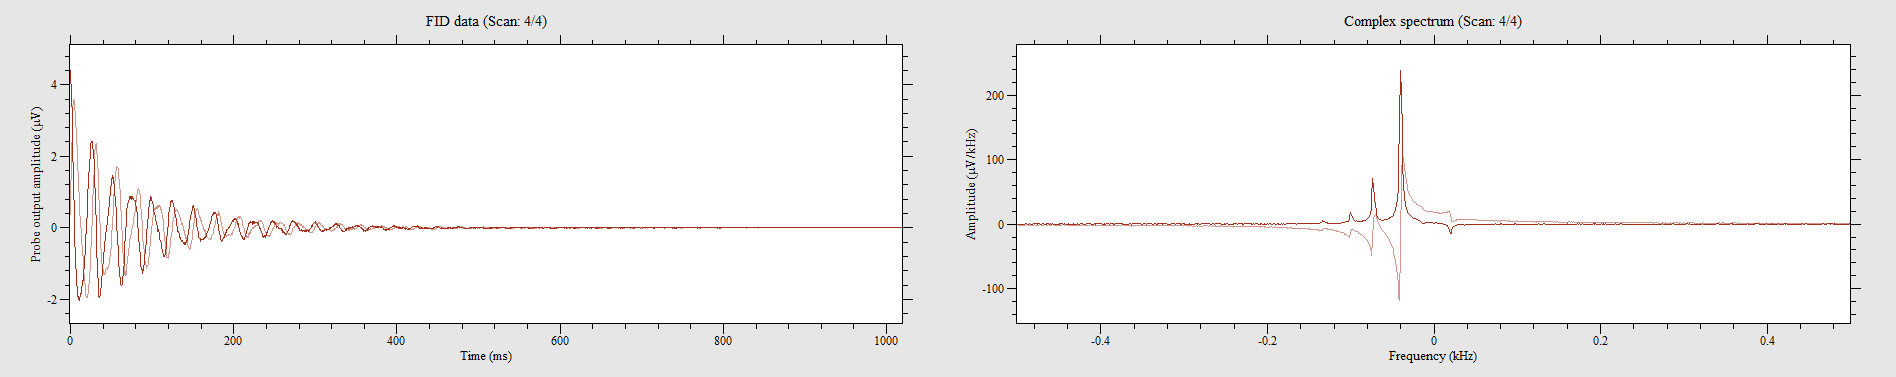 FID data (Scan: 4/4)
Probe output amplitude (µV)
4
2
0
-2
0 200 400 600 800 1000
Time (ms)
Complex spectrum (Scan: 4/4)
Amplitude (µV/kHz)
200
100
0
-100
-0.4 -0.2 0 0.2 0.4
Frequency (kHz)